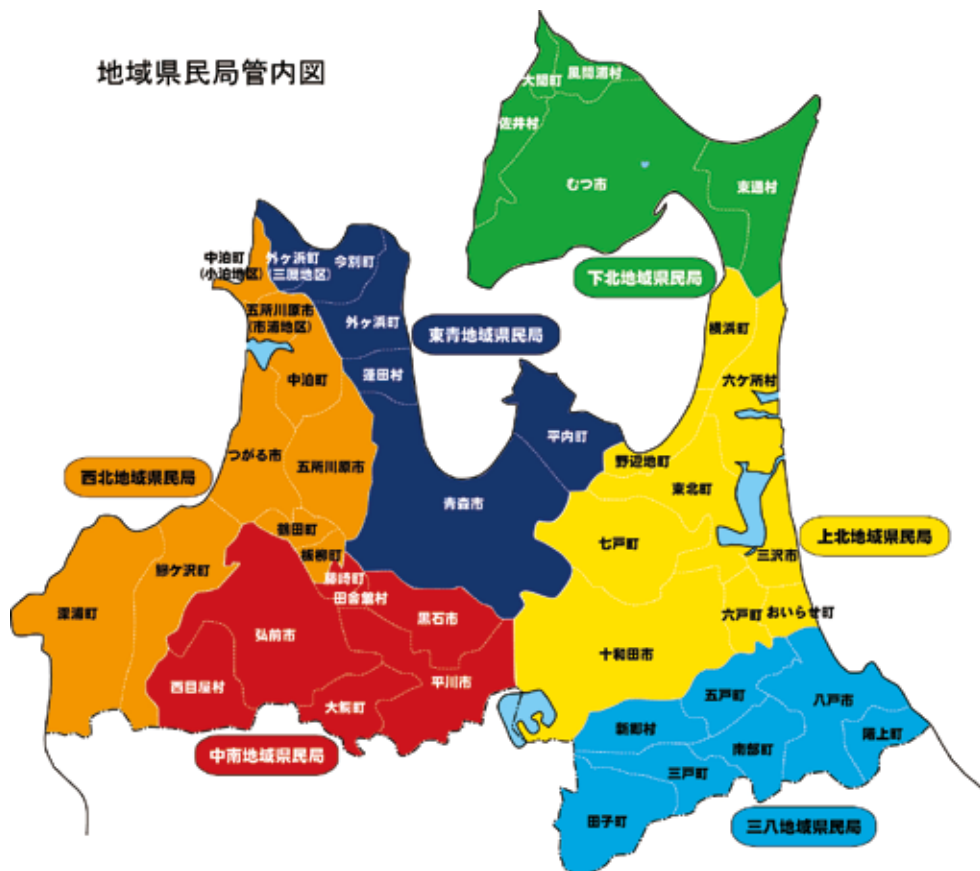 地域県民局管内図
大間町
風間浦村
佐井村
むつ市
東通村
下北地域県民局
中泊町
(小泊地区)
外ヶ浜町
(三厩地区)
今別町
五所川原市
(市浦地区)
外ヶ浜町
東青地域県民局
横浜町
蓬田村
中泊町
六ケ所村
平内町
つがる市
五所川原市
野辺地町
西北地域県民局
東北町
青森市
鶴田町
七戸町
上北地域県民局
板柳町
三沢市
鰺ケ沢町
藤崎町
田舎館村
深浦町
黒石市
六戸町
おいらせ町
弘前市
十和田市
平川市
西目屋村
五戸町
八戸市
大鰐町
新郷村
階上町
中南地域県民局
南部町
三戸町
田子町
三八地域県民局